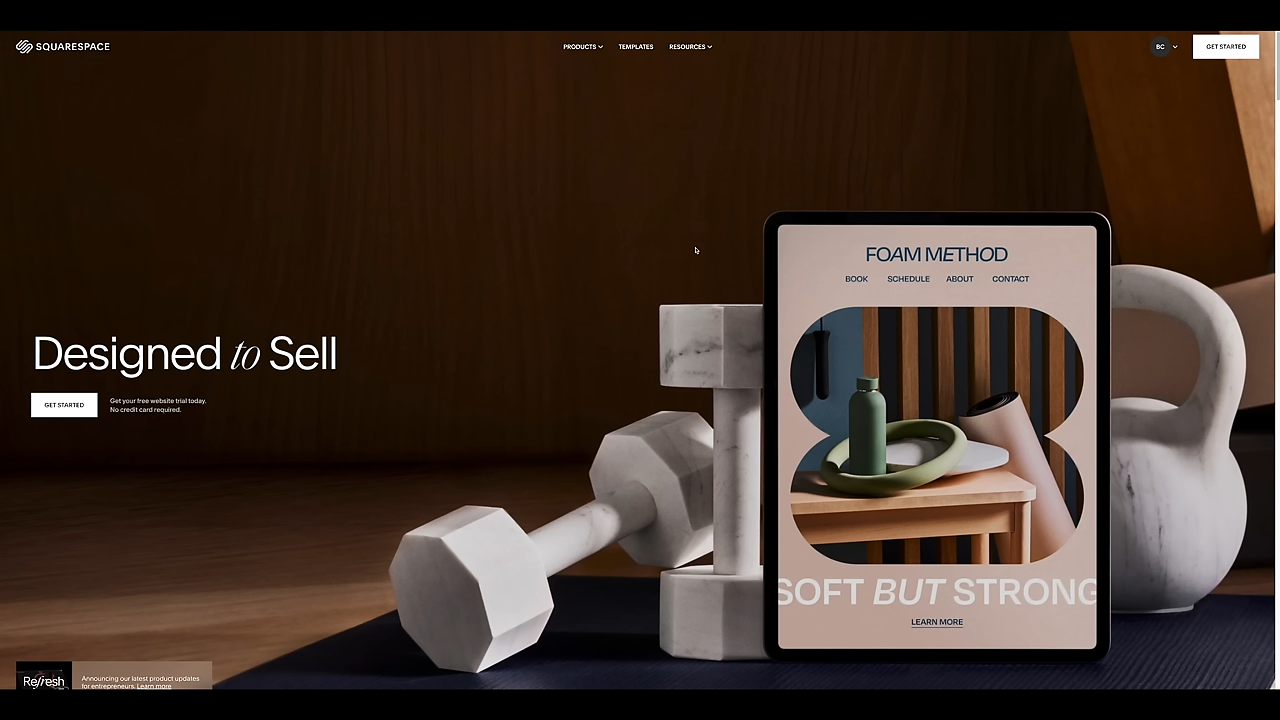 SQUARESPACE
PRODUCTS
TEMPLATES
RESOURCES
BC
GET STARTED
FOAM METHOD
BOOK
SCHEDULE
ABOUT
CONTACT
Designed to Sell
GET STARTED
Get your free website trial today.
No credit card required.
SOFT BUT STRONG
LEARN MORE
Refresh
Announcing our latest product updates
for entrepreneurs. Learn more